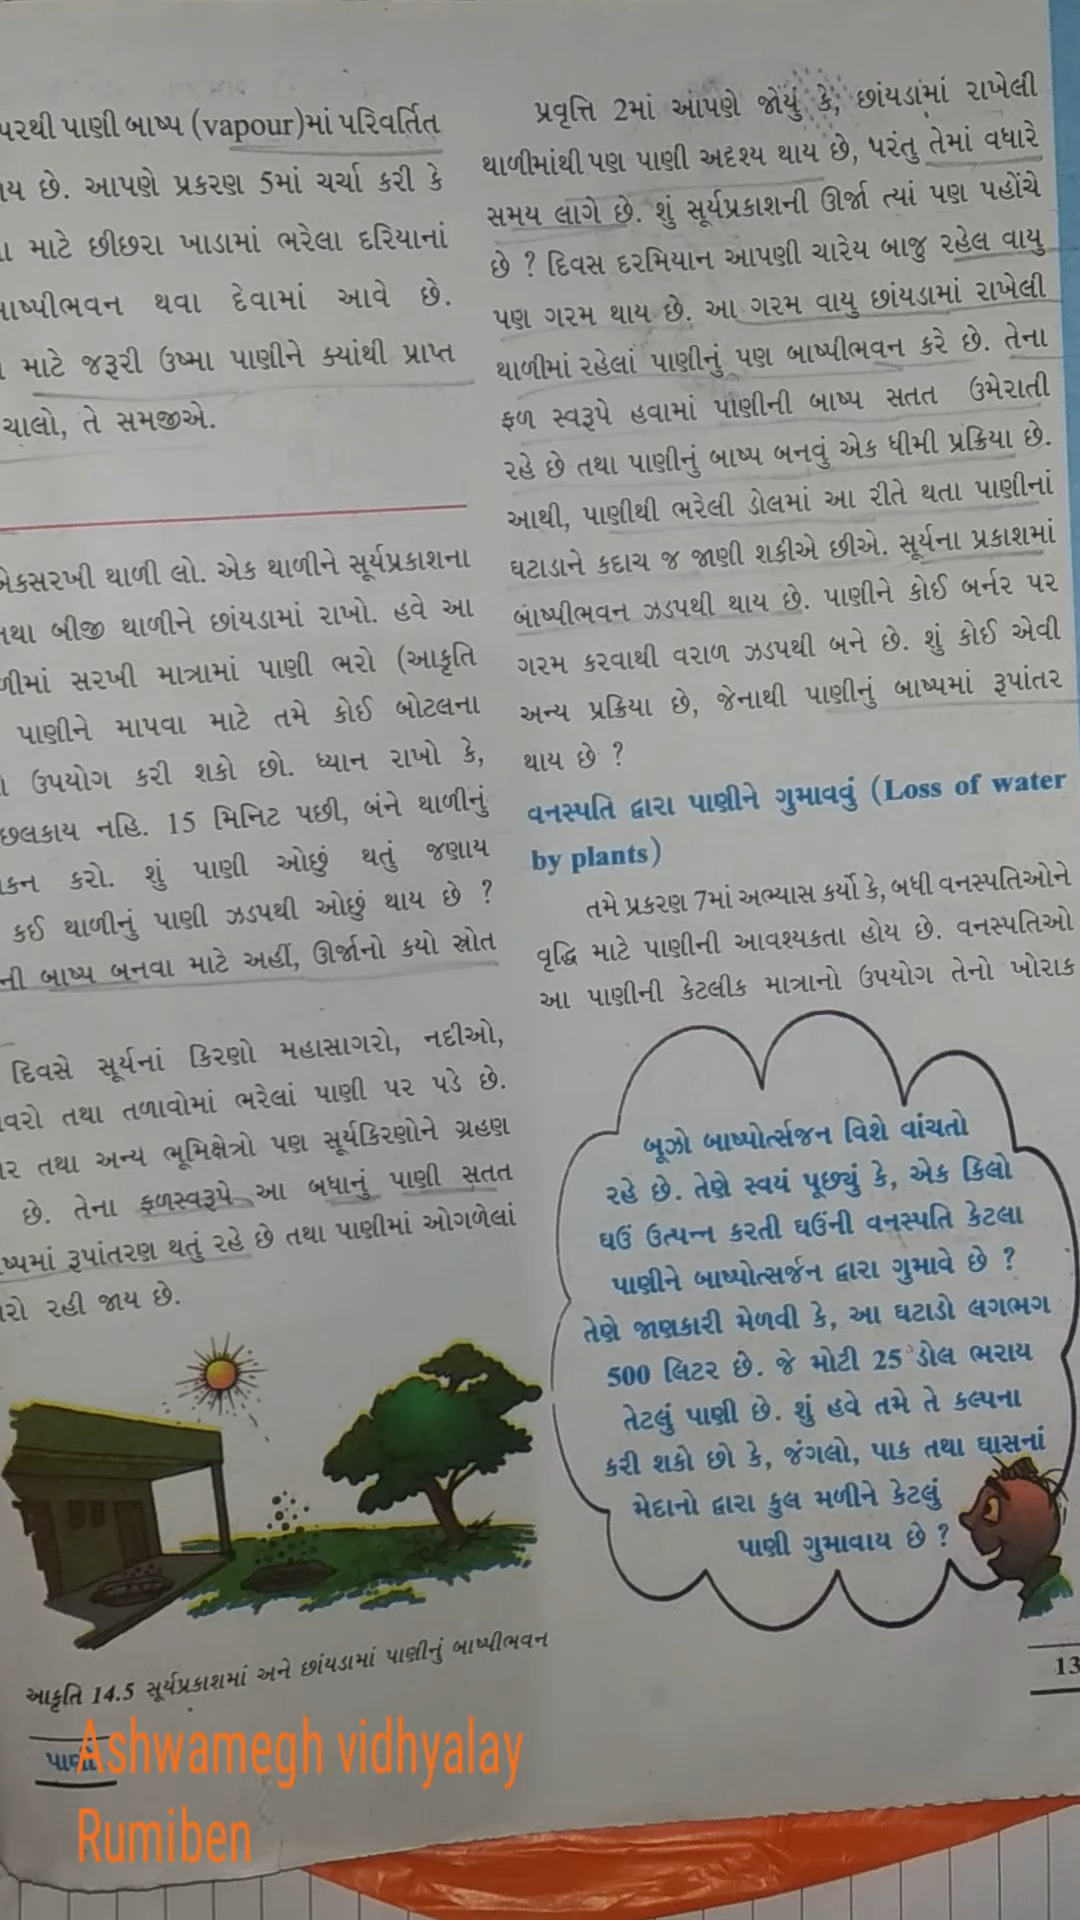 પરથી પાણી બાષ્પ (vapour)માં પરિવર્તિત
છે. આપણે પ્રકરણ 5માં ચર્ચા કરી કે
માટે છીછરા ખાડામાં ભરેલા દરિયાનાં
થવા દેવામાં આવે છે.
માટે જરૂરી ઉષ્મા પાણીને ક્યાંથી પ્રાપ્ત
ચાલો, તે સમજીએ.
થાળી લો. એક થાળીને સૂર્યપ્રકાશના
બીજી થાળીને છાંયડામાં રાખો. હવે આ
સરખી માત્રામાં પાણી ભરો (આકૃતિ
પાણીને માપવા માટે તમે કોઈ બોટલના
ઉપયોગ કરી શકો છો. ધ્યાન રાખો કે,
છલકાય નહિ. 15 મિનિટ પછી, બંને થાળીનું
કરો. શું પાણી ઓછું થતું જણાય
કઈ થાળીનું પાણી ઝડપથી ઓછું થાય છે ?
બાષ્પ બનવા માટે અહીં, ઊર્જાનો કયો સ્રોત
દિવસે સૂર્યનાં કિરણો મહાસાગરો, નદીઓ,
તથા તળાવોમાં ભરેલાં પાણી પર પડે છે.
તથા અન્ય ભૂમિક્ષેત્રો પણ સૂર્યકિરણોને ગ્રહણ
છે. તેના ફળસ્વરૂપે આ બધાનું પાણી સતત
રૂપાંતરણ થતું રહે છે તથા પાણીમાં ઓગળેલાં
રહી જાય છે.
આકૃતિ 14.5 સૂર્યપ્રકાશમાં અને છાંયડામાં પાણીનું બાષ્પીભવન
પાણી
પ્રવૃત્તિ 2માં આપણે જોયું કે, છાંયડામાં રાખેલી
થાળીમાંથી પણ પાણી અદશ્ય થાય છે, પરંતુ તેમાં વધારે
સમય લાગે છે. શું સૂર્યપ્રકાશની ઊર્જા ત્યાં પણ પહોંચે
છે ? દિવસ દરમિયાન આપણી ચારેય બાજુ રહેલ વાયુ
પણ ગરમ થાય છે. આ ગરમ વાયુ છાંયડામાં રાખેલી
થાળીમાં રહેલાં પાણીનું પણ બાષ્પીભવન કરે છે. તેના
ફળ સ્વરૂપે હવામાં પાણીની બાષ્પ સતત ઉમેરાતી
રહે છે તથા પાણીનું બાષ્પ બનવું એક ધીમી પ્રક્રિયા છે.
આથી, પાણીથી ભરેલી ડોલમાં આ રીતે થતા પાણીનાં
ઘટાડાને કદાચ જ જાણી શકીએ છીએ. સૂર્યના પ્રકાશમાં
બાષ્પીભવન ઝડપથી થાય છે. પાણીને કોઈ બર્નર પર
ગરમ કરવાથી વરાળ ઝડપથી બને છે. શું કોઈ એવી
અન્ય પ્રક્રિયા છે, જેનાથી પાણીનું બાષ્પમાં રૂપાંતર
થાય છે ?
વનસ્પતિ દ્વારા પાણીને ગુમાવવું (Loss of water
by plants)
તમે પ્રકરણ 7માં અભ્યાસ કર્યો કે, બધી વનસ્પતિઓને
વૃદ્ધિ માટે પાણીની આવશ્યકતા હોય છે. વનસ્પતિઓ
આ પાણીની કેટલીક માત્રાનો ઉપયોગ તેનો ખોરાક
બૂઝો બાષ્પોર્ત્સજન વિશે વાંચતો
રહે છે. તેણે સ્વયં પૂછ્યું કે, એક કિલો
ઘઉં ઉત્પન્ન કરતી ઘઉંની વનસ્પતિ કેટલા
પાણીને બાષ્પોત્સર્જન દ્વારા ગુમાવે છે ?
તેણે જાણકારી મેળવી કે, આ ઘટાડો લગભગ
500 લિટર છે. જે મોટી 25 ડોલ ભરાય
તેટલું પાણી છે. શું હવે તમે તે કલ્પના
કરી શકો છો કે, જંગલો, પાક તથા ઘાસનાં
મેદાનો દ્વારા કુલ મળીને કેટલું
પાણી ગુમાવાય છે ?
13
Ashwamegh vidhyalay
Rumiben